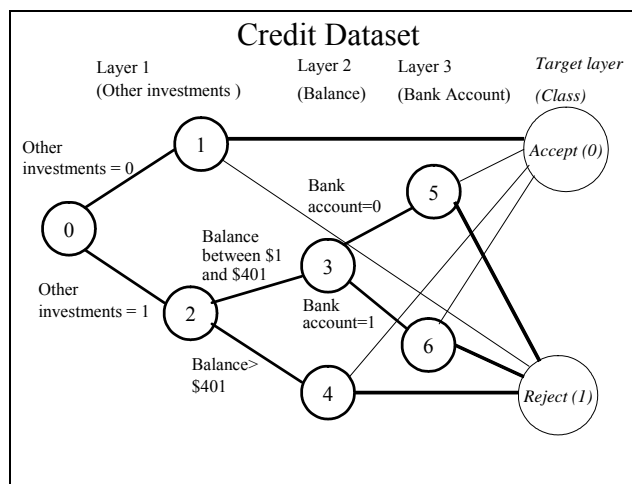 Credit Dataset
Layer 1
(Other investments )
Layer 2
(Balance)
Layer 3
(Bank Account)
Target layer
(Class)
Other
investments = 0
1
Accept (0)
0
Bank
account=0
5
Balance
between $1
and $401
3
Other
investments = 1
2
Bank
account=1
6
Balance>
$401
4
Reject (1)